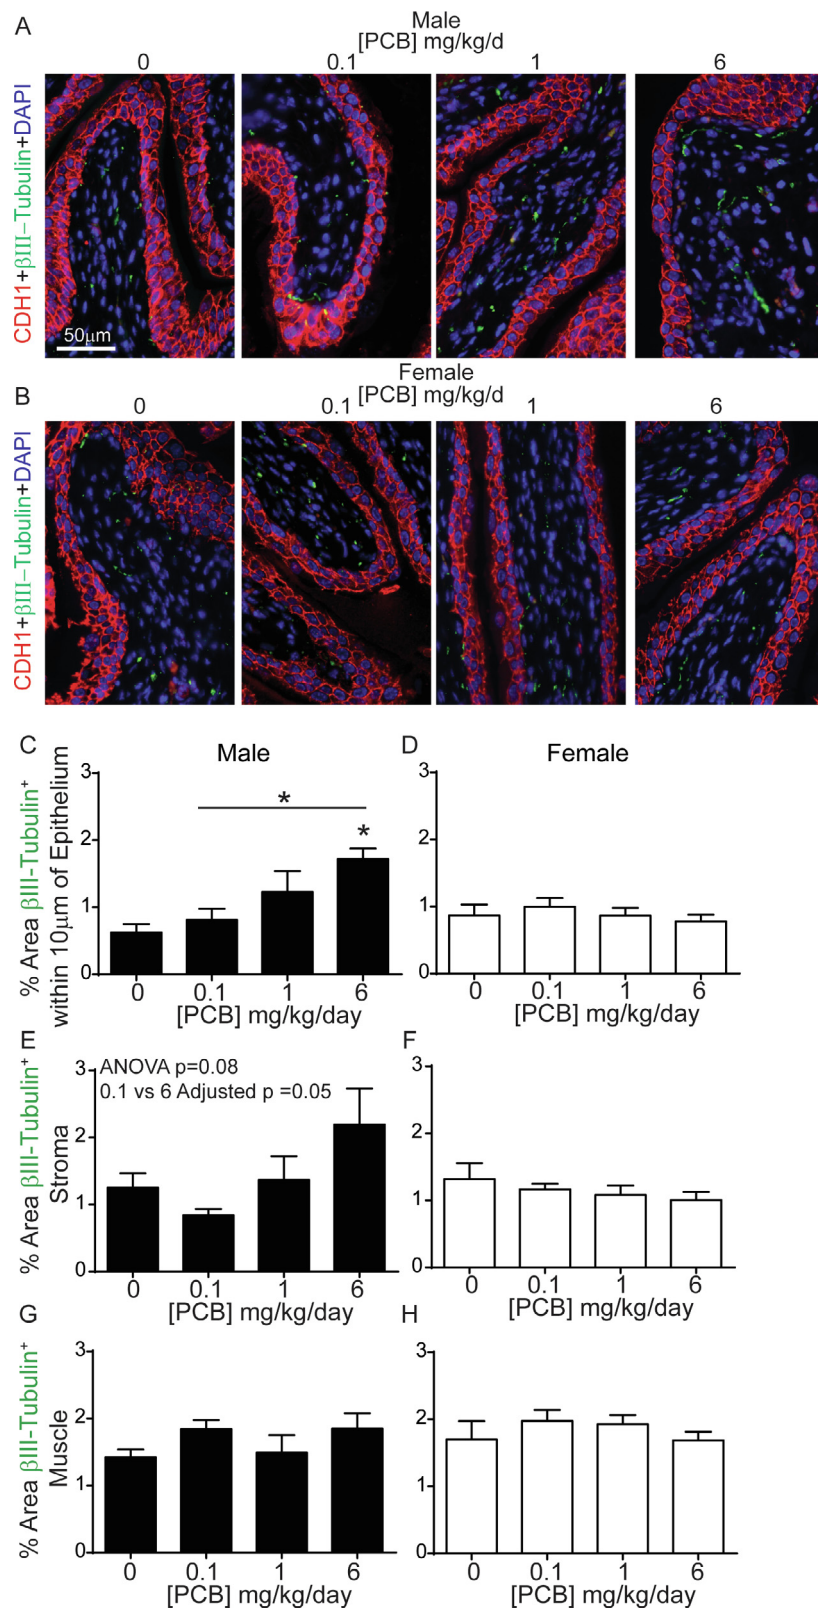 A
Male
[PCB] mg/kg/d
0 0.1 1 6
CDH1+βIII–Tubulin+DAPI
50µm
B
Female
[PCB] mg/kg/d
0 0.1 1 6
CDH1+βIII–Tubulin+DAPI
C
Male
% Area βIII-Tubulin+
within 10µm of Epithelium
3
2
1
0
*
*
0 0.1 1 6
[PCB] mg/kg/day
D
Female
3
2
1
0
0 0.1 1 6
[PCB] mg/kg/day
E
% Area βIII-Tubulin+
Stroma
ANOVA p=0.08
0.1 vs 6 Adjusted p =0.05
3
2
1
0
0 0.1 1 6
[PCB] mg/kg/day
F
3
2
1
0
0 0.1 1 6
[PCB] mg/kg/day
G
% Area βIII-Tubulin+
Muscle
3
2
1
0
0 0.1 1 6
[PCB] mg/kg/day
H
3
2
1
0
0 0.1 1 6
[PCB] mg/kg/day